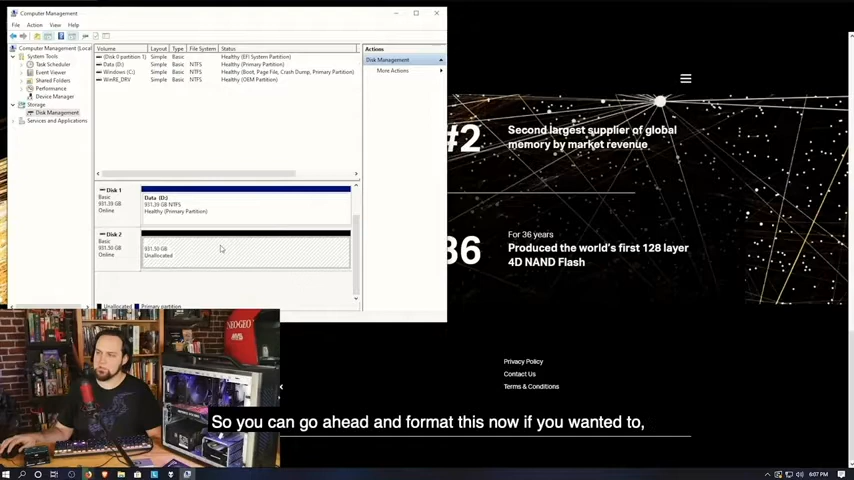 Computer Management
File Action View Help
Computer Management (Local
System Tools
Task Scheduler
Event Viewer
Shared Folders
Performance
Device Manager
Storage
Disk Management
Services and Applications
Volume Layout Type File System Status
(Disk 0 partition 1) Simple Basic Healthy (EFI System Partition)
Data (D:) Simple Basic NTFS Healthy (Primary Partition)
Windows (C:) Simple Basic NTFS Healthy (Boot, Page File, Crash Dump, Primary Partition)
WinRE_DRV Simple Basic NTFS Healthy (OEM Partition)
Disk 1
Basic
931.39 GB
Online
Data (D:)
931.39 GB NTFS
Healthy (Primary Partition)
Disk 2
Basic
931.50 GB
Online
931.50 GB
Unallocated
Unallocated Primary partition
Actions
Disk Management
More Actions
#2
Second largest supplier of global
memory by market revenue
36
For 36 years
Produced the world's first 128 layer
4D NAND Flash
Privacy Policy
Contact Us
Terms & Conditions
NEO-GEO
So you can go ahead and format this now if you wanted to,
6:07 PM